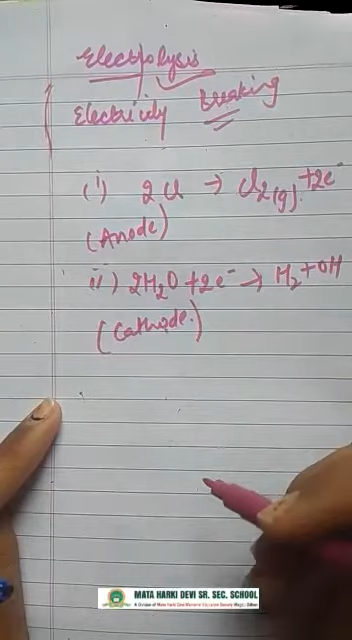 Electrolysis
Electricity Breaking
(i) 2Cl → Cl2(g) +2e-
(Anode)
ii) 2H2O +2e- → H2+OH
(Cathode.)
MATA HARKI DEVI SR. SEC. SCHOOL